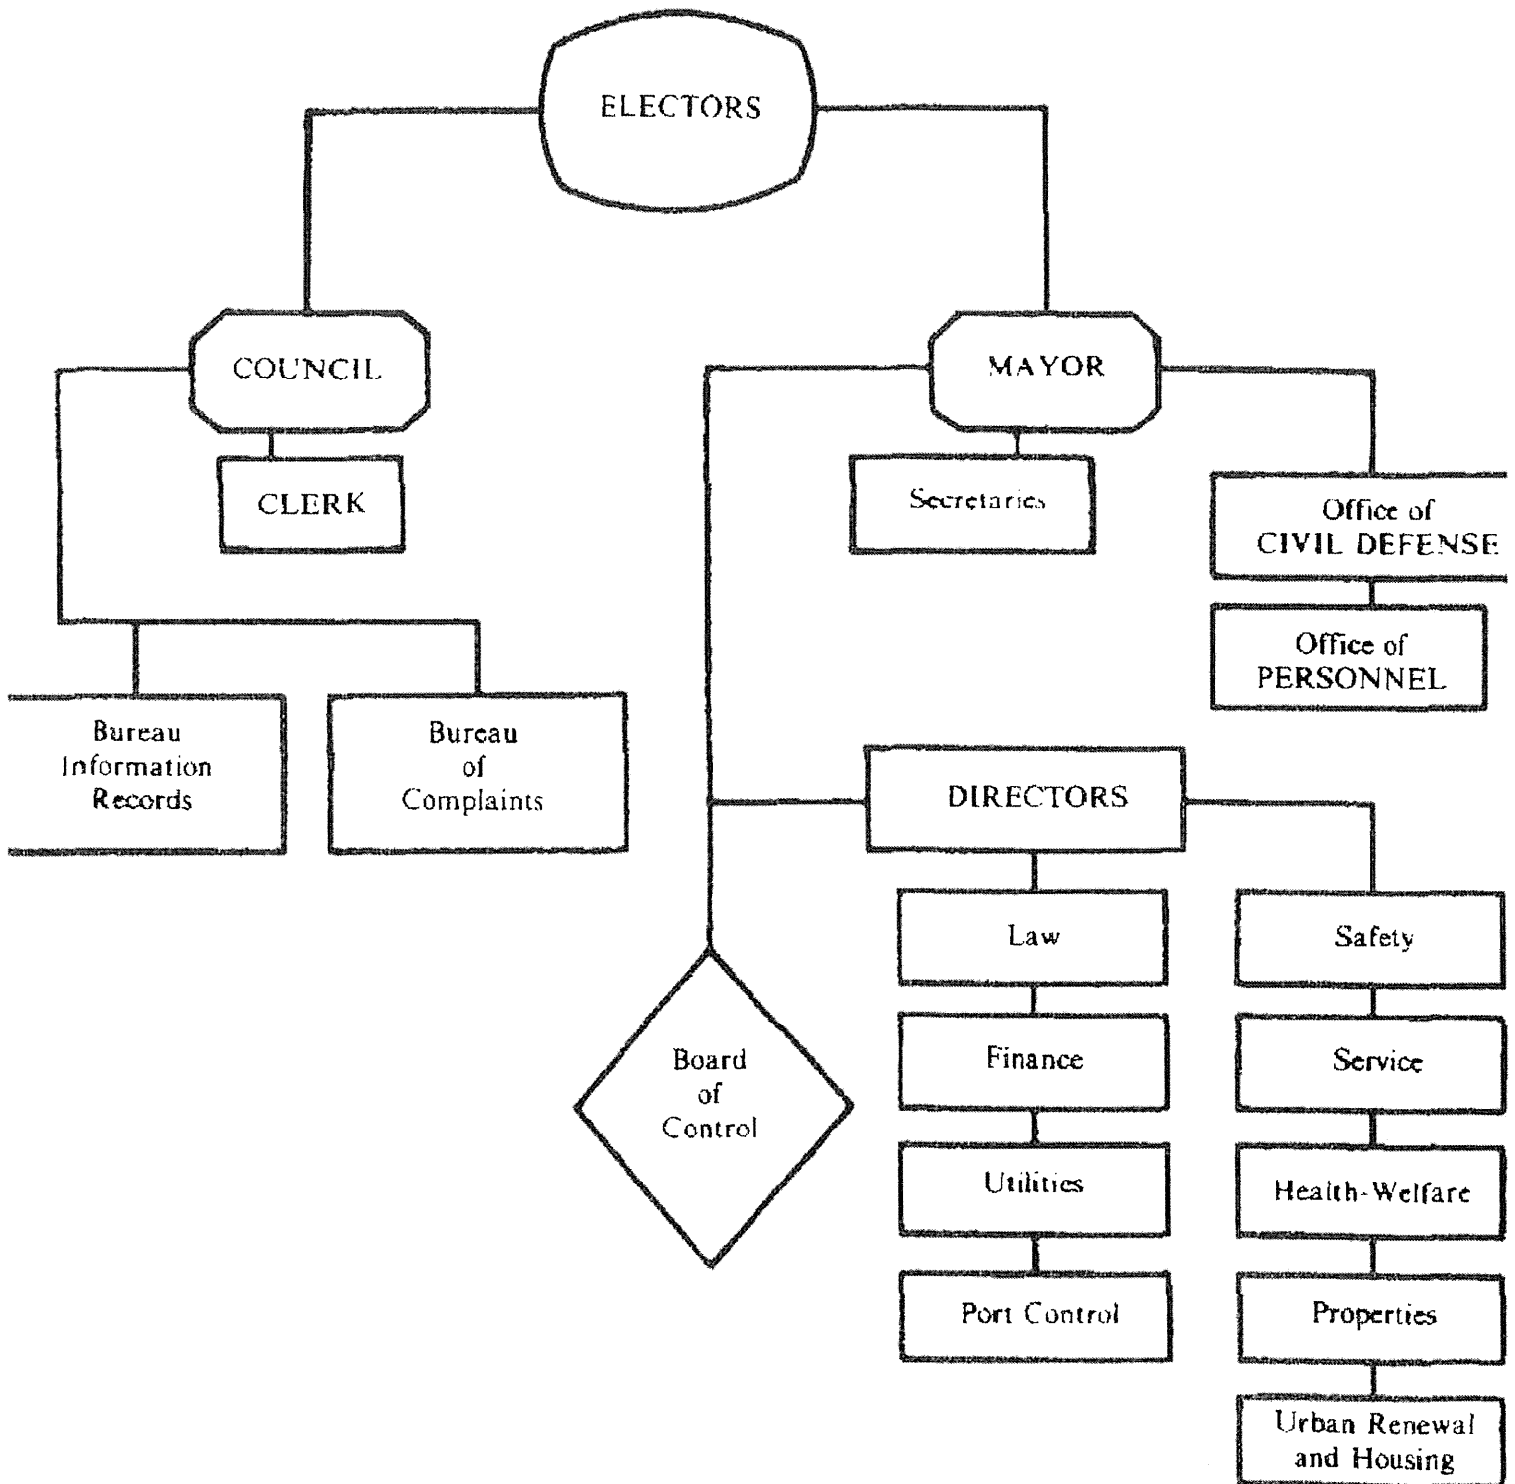 ELECTORS
COUNCIL
MAYOR
CLERK
Secretaries
Office of
CIVIL DEFENSE
Office of
PERSONNEL
Bureau
Information
Records
Bureau
of
Complaints
DIRECTORS
Law
Safety
Board
of
Control
Finance
Service
Utilities
Health-Welfare
Port Control
Properties
Urban Renewal
and Housing